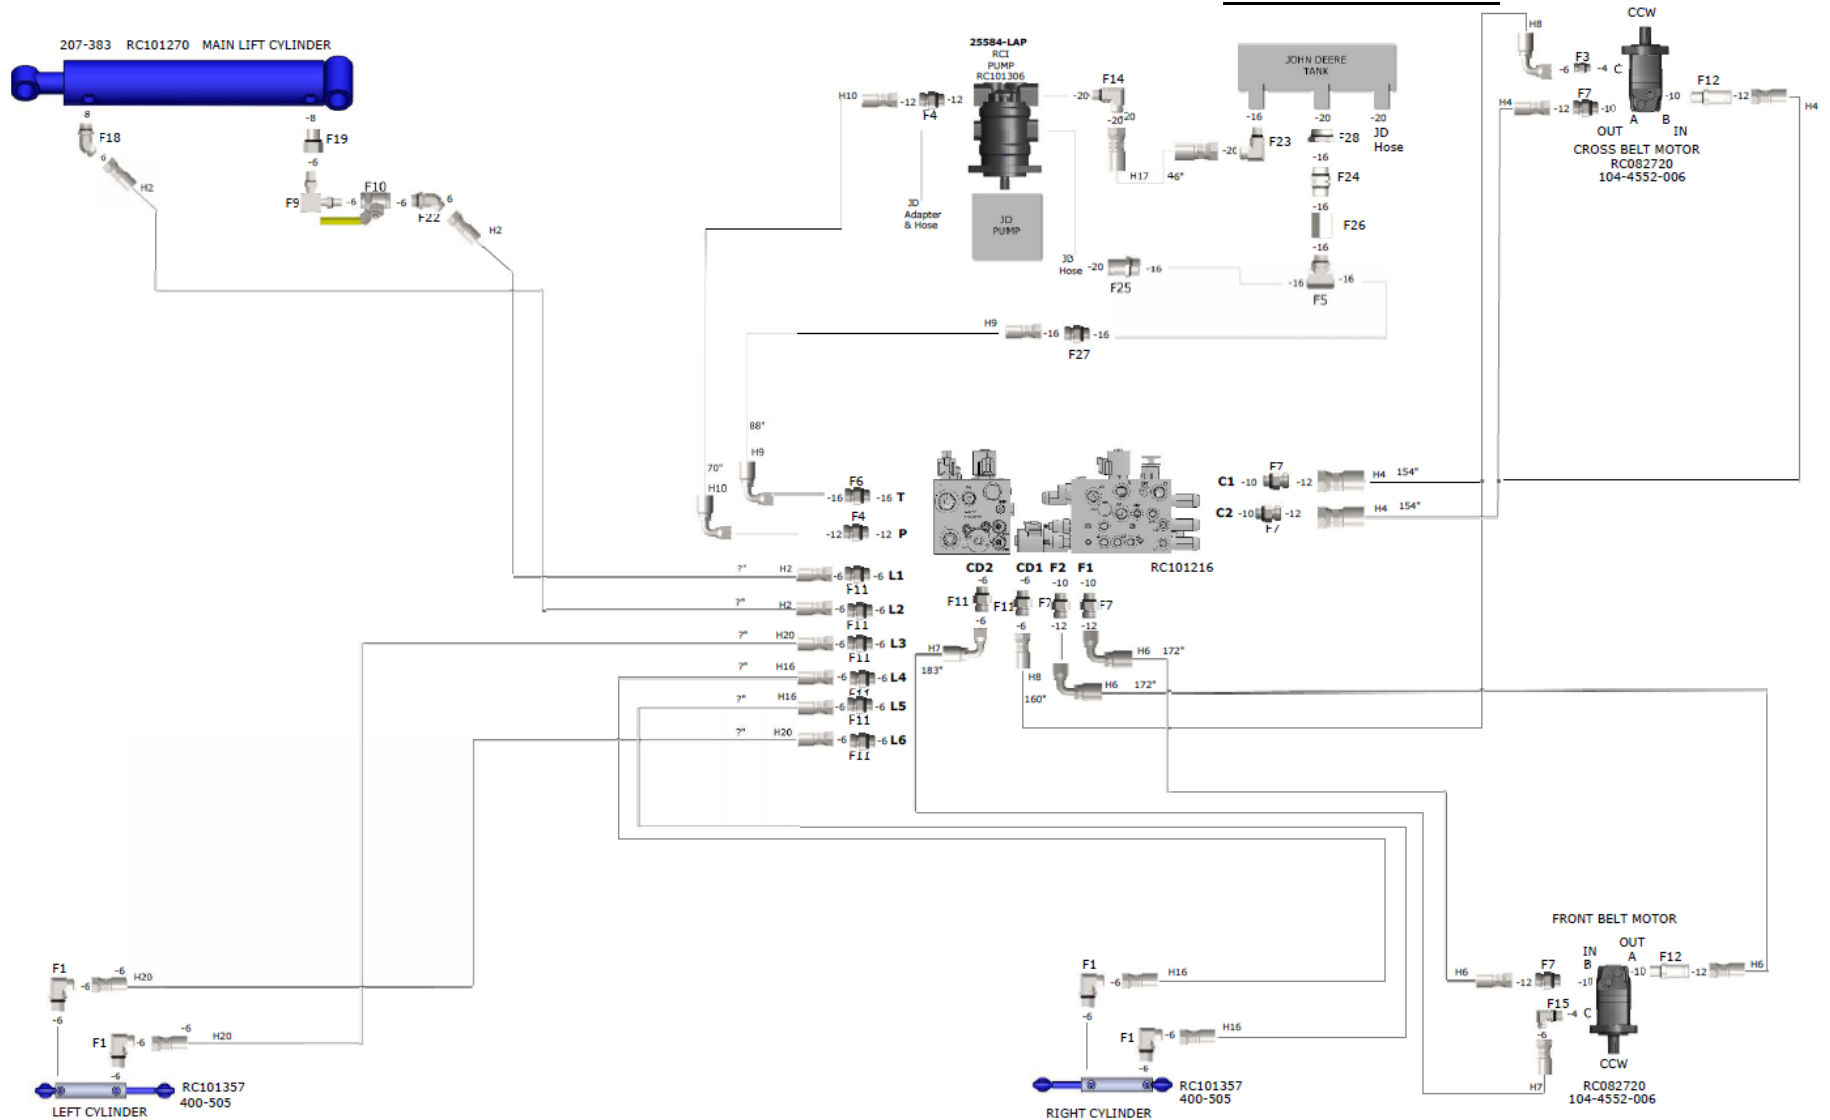 207-383 RC101270 MAIN LIFT CYLINDER
8
F18
6
H2
-8
F19
-6
F9
-6
F10
-6
6
F22
H2
25584-LAP
RCI
PUMP
RC101306
H10
-12
F4
-12
-20
F14
-20
20
JD
Adapter
& Hose
JD
PUMP
H17
46"
-20
F23
-16
JOHN DEERE
TANK
-20
F28
-20
JD
Hose
-16
F24
-16
F26
-16
-16
-16
F5
JD
Hose
-20
-16
F25
H9
-16
-16
F27
CCW
H8
F3
-6
-4
C
F7
H4
-12
-10
A
B
OUT
IN
-10
F12
-12
H4
CROSS BELT MOTOR
RC082720
104-4552-006
88"
H9
70"
H10
F6
-16
-16
T
F4
-12
-12
P
?"
H2
-6
-6
L1
F11
?"
H2
-6
-6
L2
F11
?"
H20
-6
-6
L3
F11
?"
H16
-6
-6
L4
F11
?"
H16
-6
-6
L5
F11
?"
H20
-6
-6
L6
F11
C1
-10
F7
-12
H4
154"
C2
-10
-12
F7
H4
154"
RC101216
CD2
CD1
F2
F1
-6
-6
-10
-10
F11
F11
F7
F7
-6
-6
-12
-12
H7
183"
H8
160"
H6
172"
H6
172"
F1
-6
-6
H20
-6
F1
-6
-6
H20
-6
RC101357
400-505
LEFT CYLINDER
F1
-6
H16
-6
F1
-6
H16
-6
RC101357
400-505
RIGHT CYLINDER
FRONT BELT MOTOR
OUT
IN
A
B
H6
-12
F7
-10
-10
F12
-12
H6
F15
-4
C
-6
H7
CCW
RC082720
104-4552-006